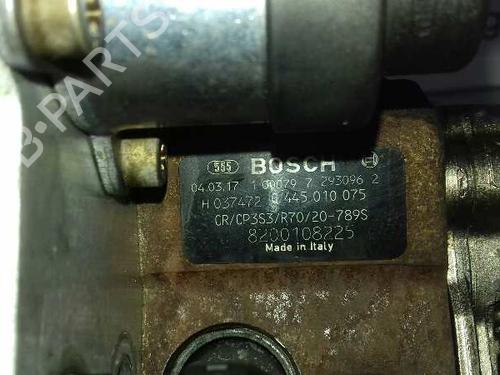 B-PARTS
585 BOSCH
04.03.17 1 00079 7 293096 2
H 037472 0 445 010 075
CR/CP3S3/R70/20-789S
8200108225
Made in Italy